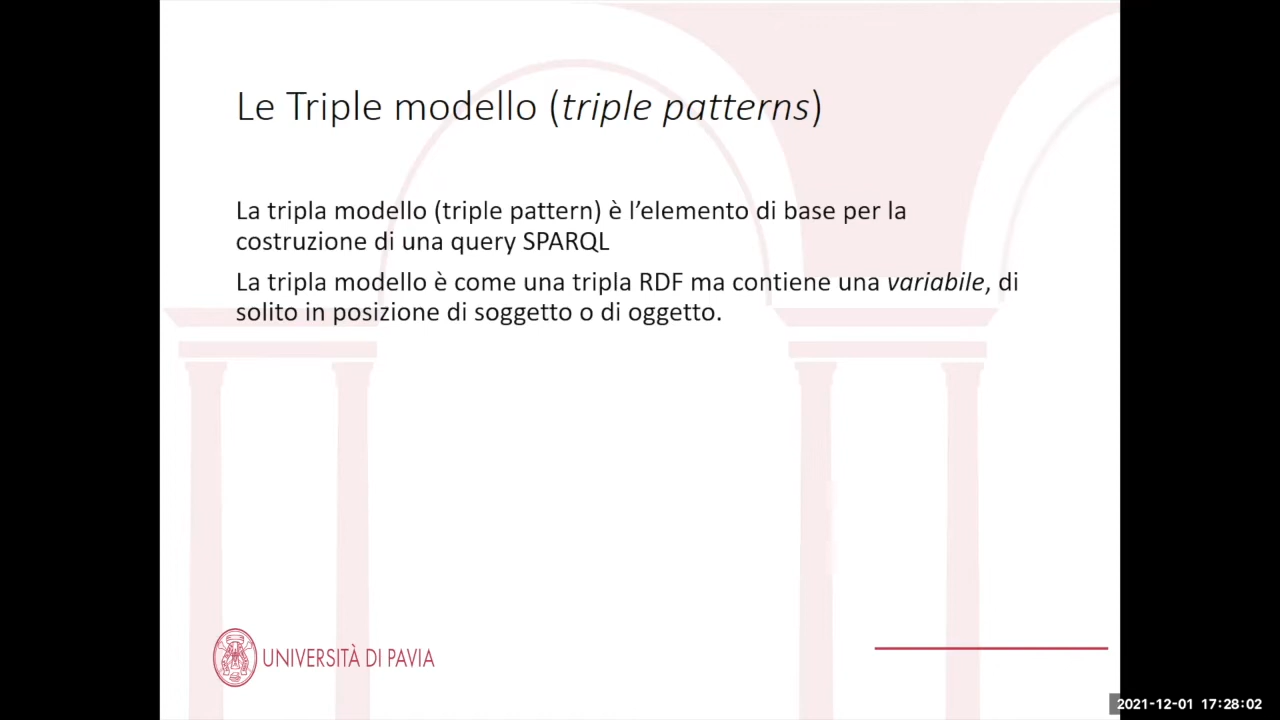 Le Triple modello (triple patterns)
La tripla modello (triple pattern) è l’elemento di base per la
costruzione di una query SPARQL
La tripla modello è come una tripla RDF ma contiene una variabile, di
solito in posizione di soggetto o di oggetto.
UNIVERSITÀ DI PAVIA
2021-12-01 17:28:02